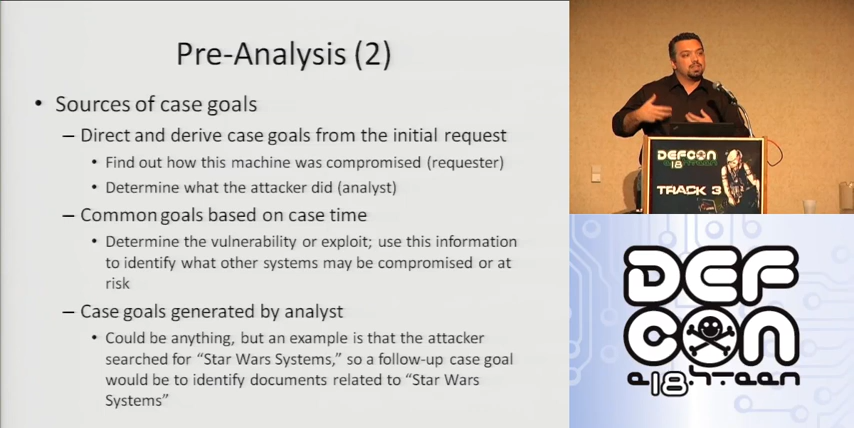 Pre-Analysis (2)
• Sources of case goals
– Direct and derive case goals from the initial request
• Find out how this machine was compromised (requester)
• Determine what the attacker did (analyst)
– Common goals based on case time
• Determine the vulnerability or exploit; use this information
to identify what other systems may be compromised or at
risk
– Case goals generated by analyst
• Could be anything, but an example is that the attacker
searched for “Star Wars Systems,” so a follow-up case goal
would be to identify documents related to “Star Wars
Systems”
DEFCON
18
TRACK 3
DEF
CON
e.18.h.teen